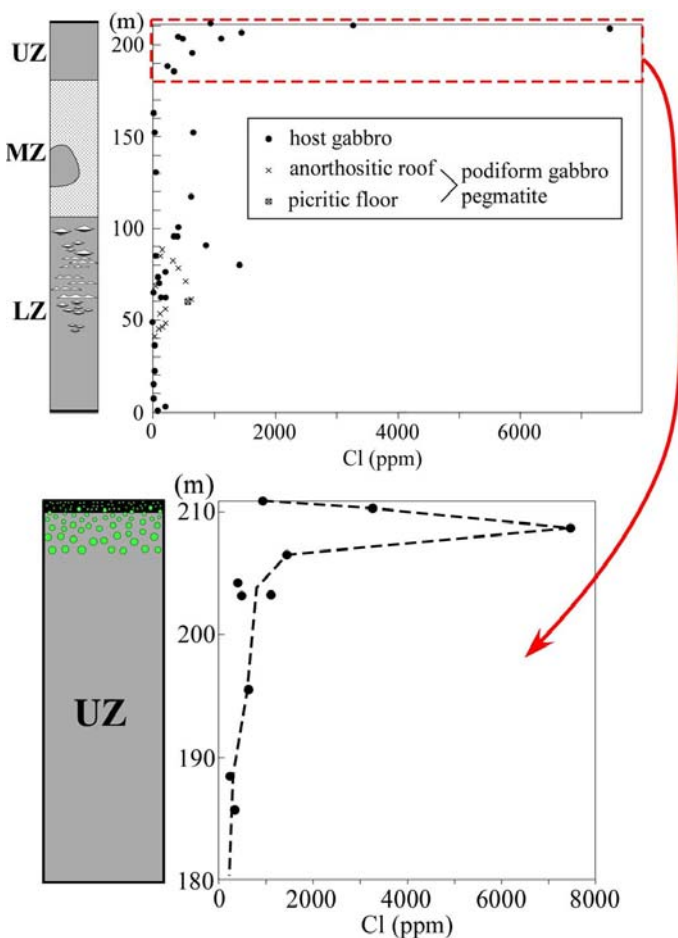 (m)
UZ
MZ
LZ
200
150
100
50
0
host gabbro
anorthositic roof
picritic floor
podiform gabbro
pegmatite
0 2000 4000 6000
Cl (ppm)
(m)
210
200
190
180
UZ
0 2000 4000 6000 8000
Cl (ppm)